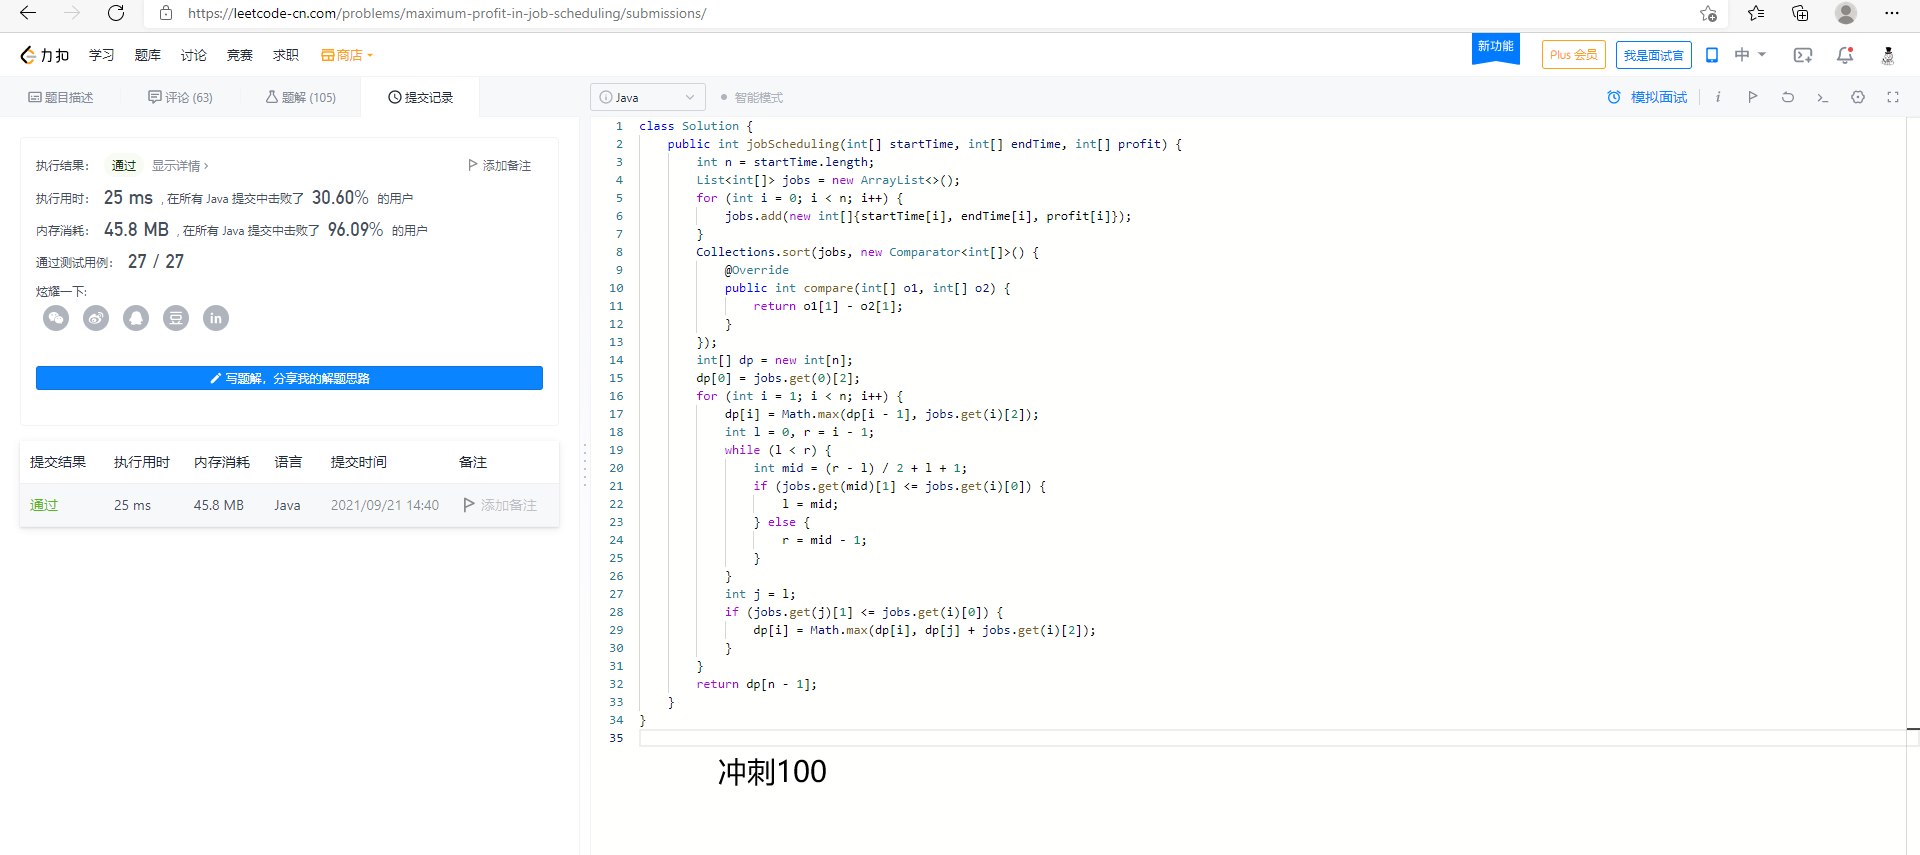 https://leetcode-cn.com/problems/maximum-profit-in-job-scheduling/submissions/
力扣 学习 题库 讨论 竞赛 求职 商店 新功能 Plus 会员 我是面试官 中
题目描述 评论 (63) 题解 (105) 提交记录 Java 智能模式 模拟面试
执行结果： 通过 显示详情 › 添加备注
执行用时： 25 ms , 在所有 Java 提交中击败了 30.60% 的用户
内存消耗： 45.8 MB , 在所有 Java 提交中击败了 96.09% 的用户
通过测试用例： 27 / 27
炫耀一下:
豆 in
写题解，分享我的解题思路
提交结果 执行用时 内存消耗 语言 提交时间 备注
通过 25 ms 45.8 MB Java 2021/09/21 14:40 添加备注
1 class Solution {
2 public int jobScheduling(int[] startTime, int[] endTime, int[] profit) {
3 int n = startTime.length;
4 List<int[]> jobs = new ArrayList<>();
5 for (int i = 0; i < n; i++) {
6 jobs.add(new int[]{startTime[i], endTime[i], profit[i]});
7 }
8 Collections.sort(jobs, new Comparator<int[]>() {
9 @Override
10 public int compare(int[] o1, int[] o2) {
11 return o1[1] - o2[1];
12 }
13 });
14 int[] dp = new int[n];
15 dp[0] = jobs.get(0)[2];
16 for (int i = 1; i < n; i++) {
17 dp[i] = Math.max(dp[i - 1], jobs.get(i)[2]);
18 int l = 0, r = i - 1;
19 while (l < r) {
20 int mid = (r - l) / 2 + l + 1;
21 if (jobs.get(mid)[1] <= jobs.get(i)[0]) {
22 l = mid;
23 } else {
24 r = mid - 1;
25 }
26 }
27 int j = l;
28 if (jobs.get(j)[1] <= jobs.get(i)[0]) {
29 dp[i] = Math.max(dp[i], dp[j] + jobs.get(i)[2]);
30 }
31 }
32 return dp[n - 1];
33 }
34 }
35
冲刺100